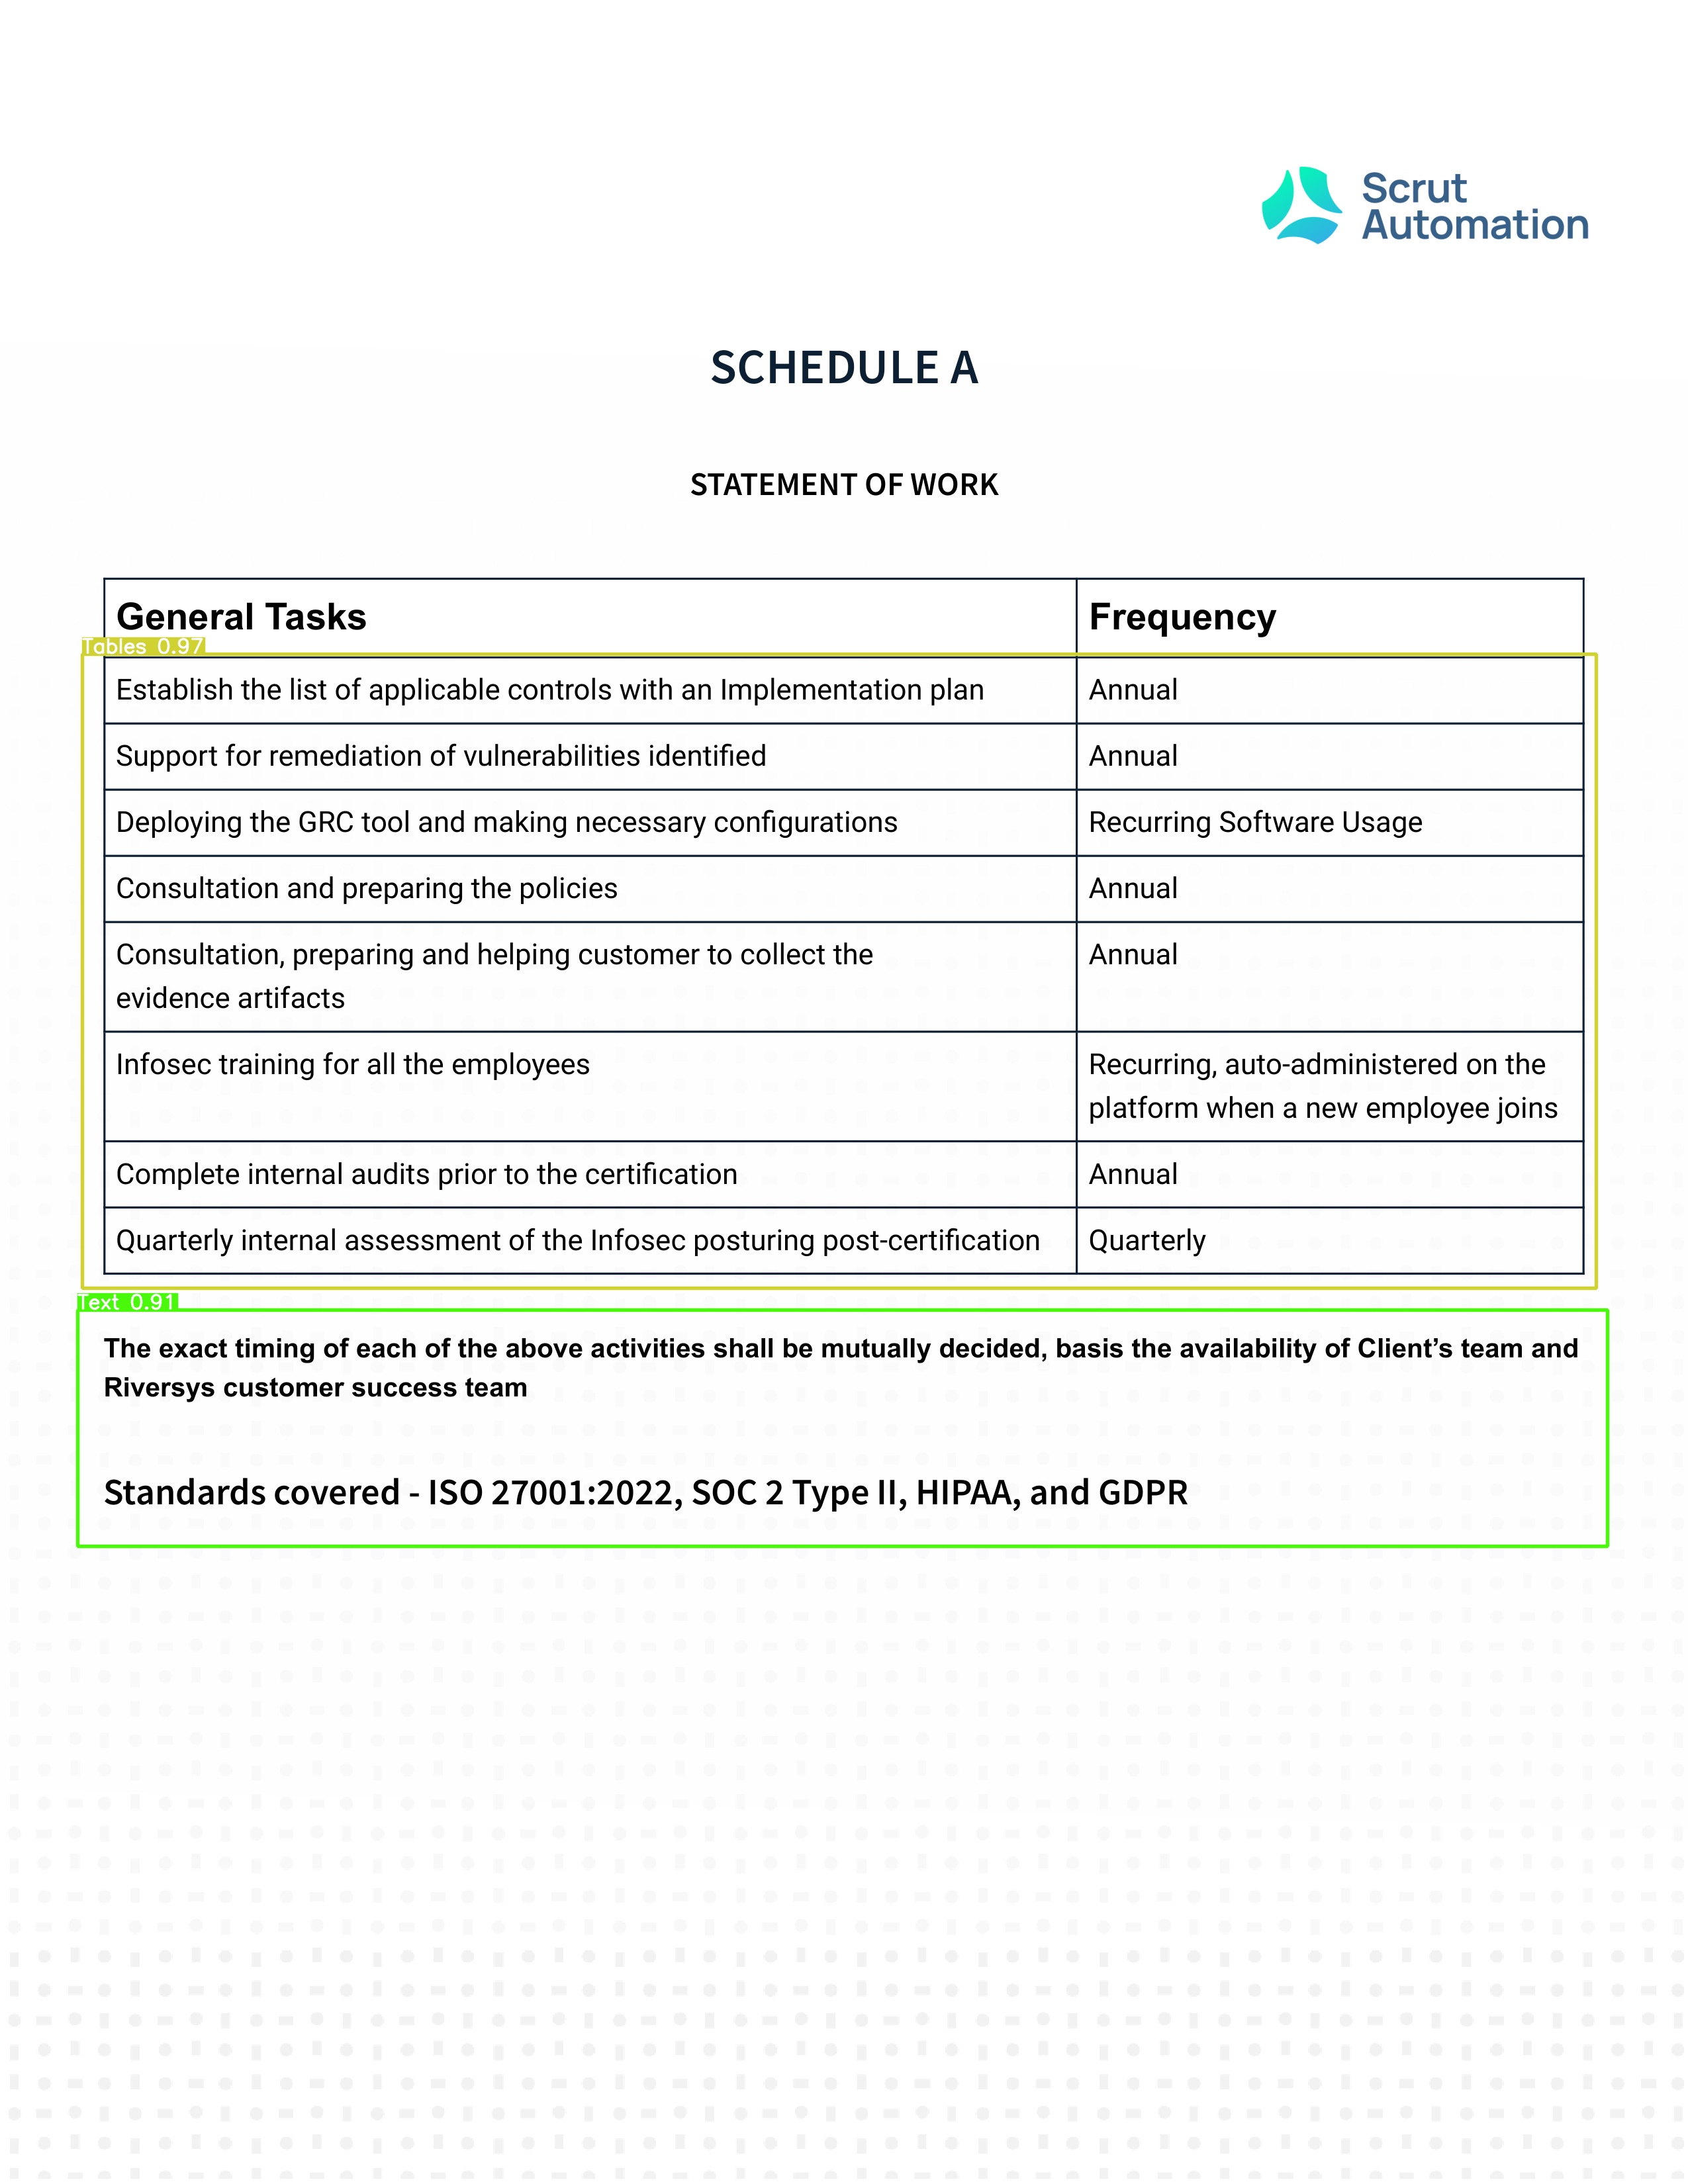 Scrut
Automation
SCHEDULE A
STATEMENT OF WORK
General Tasks Frequency
Tables 0.97
Establish the list of applicable controls with an Implementation plan Annual
Support for remediation of vulnerabilities identified Annual
Deploying the GRC tool and making necessary configurations Recurring Software Usage
Consultation and preparing the policies Annual
Consultation, preparing and helping customer to collect the Annual
evidence artifacts
Infosec training for all the employees Recurring, auto-administered on the
platform when a new employee joins
Complete internal audits prior to the certification Annual
Quarterly internal assessment of the Infosec posturing post-certification Quarterly
Text 0.91
The exact timing of each of the above activities shall be mutually decided, basis the availability of Client’s team and
Riversys customer success team
Standards covered - ISO 27001:2022, SOC 2 Type II, HIPAA, and GDPR